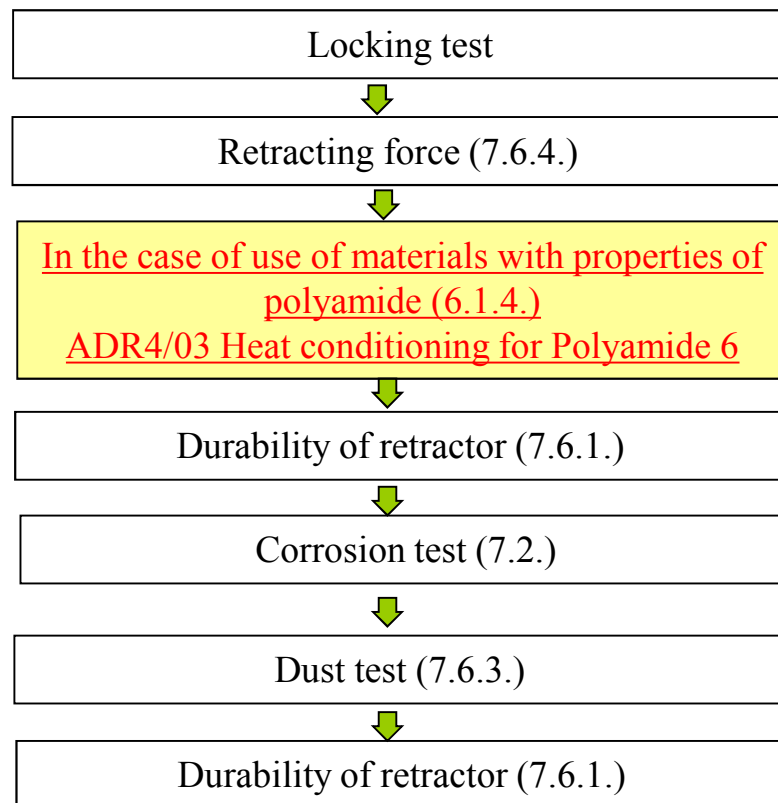 Locking test
Retracting force (7.6.4.)
In the case of use of materials with properties of
polyamide (6.1.4.)
ADR4/03 Heat conditioning for Polyamide 6
Durability of retractor (7.6.1.)
Corrosion test (7.2.)
Dust test (7.6.3.)
Durability of retractor (7.6.1.)